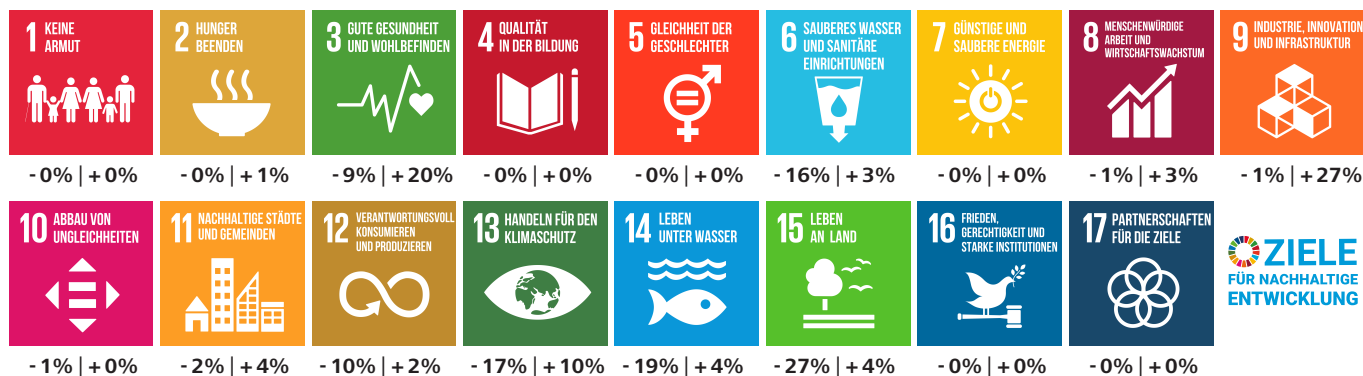 1 KEINE
ARMUT
2 HUNGER
BEENDEN
3 GUTE GESUNDHEIT
UND WOHLBEFINDEN
4 QUALITÄT
IN DER BILDUNG
5 GLEICHHEIT DER
GESCHLECHTER
6 SAUBERES WASSER
UND SANITÄRE
EINRICHTUNGEN
7 GÜNSTIGE UND
SAUBERE ENERGIE
8 MENSCHENWÜRDIGE
ARBEIT UND
WIRTSCHAFTSWACHSTUM
9 INDUSTRIE, INNOVATION
UND INFRASTRUKTUR
-0% | +0%
-0% | +1%
-9% | +20%
-0% | +0%
-0% | +0%
-16% | +3%
-0% | +0%
-1% | +3%
-1% | +27%
10 ABBAU VON
UNGLEICHHEITEN
11 NACHHALTIGE STÄDTE
UND GEMEINDEN
12 VERANTWORTUNGSVOLL
KONSUMIEREN
UND PRODUZIEREN
13 HANDELN FÜR DEN
KLIMASCHUTZ
14 LEBEN
UNTER WASSER
15 LEBEN
AN LAND
16 FRIEDEN,
GERECHTIGKEIT UND
STARKE INSTITUTIONEN
17 PARTNERSCHAFTEN
FÜR DIE ZIELE
ZIELE
FÜR NACHHALTIGE
ENTWICKLUNG
-1% | +0%
-2% | +4%
-10% | +2%
-17% | +10%
-19% | +4%
-27% | +4%
-0% | +0%
-0% | +0%